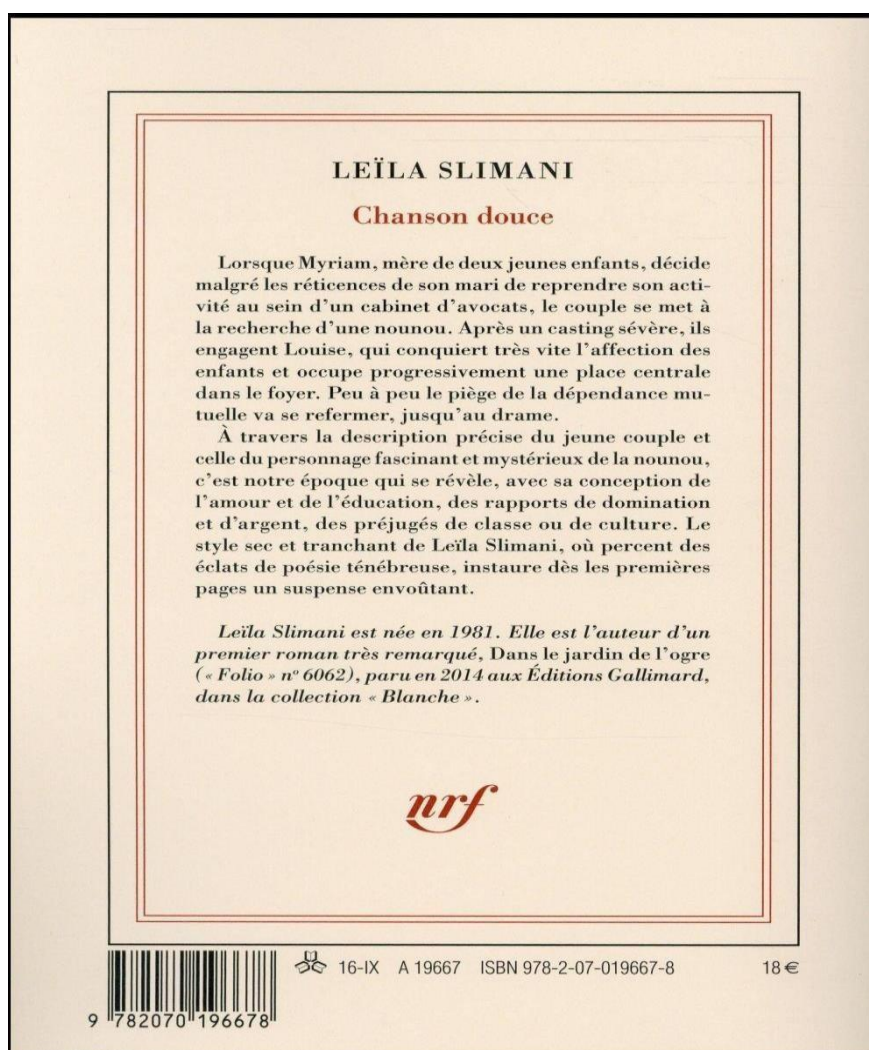 LEÏLA SLIMANI
Chanson douce
Lorsque Myriam, mère de deux jeunes enfants, décide
malgré les réticences de son mari de reprendre son acti-
vité au sein d'un cabinet d'avocats, le couple se met à
la recherche d'une nounou. Après un casting sévère, ils
engagent Louise, qui conquiert très vite l'affection des
enfants et occupe progressivement une place centrale
dans le foyer. Peu à peu le piège de la dépendance mu-
tuelle va se refermer, jusqu'au drame.
À travers la description précise du jeune couple et
celle du personnage fascinant et mystérieux de la nounou,
c'est notre époque qui se révèle, avec sa conception de
l'amour et de l'éducation, des rapports de domination
et d'argent, des préjugés de classe ou de culture. Le
style sec et tranchant de Leïla Slimani, où percent des
éclats de poésie ténébreuse, instaure dès les premières
pages un suspense envoûtant.
Leïla Slimani est née en 1981. Elle est l'auteur d'un
premier roman très remarqué, Dans le jardin de l'ogre
(« Folio » nº 6062), paru en 2014 aux Éditions Gallimard,
dans la collection « Blanche ».
nrf
16-IX A 19667 ISBN 978-2-07-019667-8 18 €
9 782070 196678